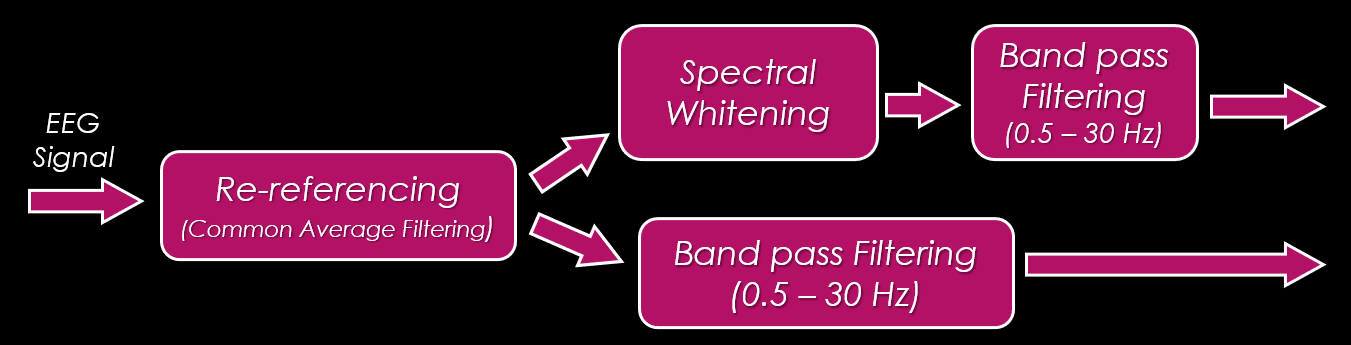 EEG
Signal
Re-referencing
(Common Average Filtering)
Spectral
Whitening
Band pass
Filtering
(0.5 – 30 Hz)
Band pass Filtering
(0.5 – 30 Hz)